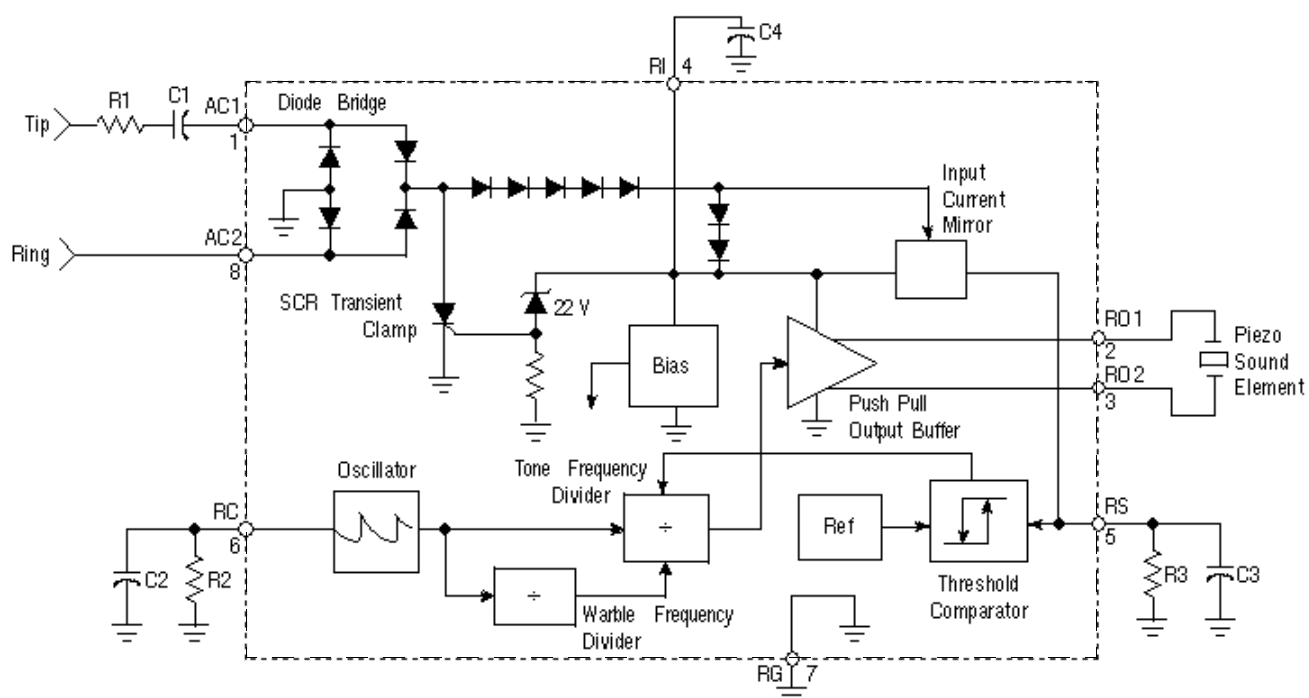 C4
RI 4
R1
C1
AC1
Diode Bridge
Tip
1
Input
Current
Mirror
AC2
Ring
8
SCR Transient
Clamp
22 V
RO1
2
Piezo
Sound
Element
Bias
RO2
3
Push Pull
Output Buffer
Oscillator
Tone Frequency
Divider
RC
6
÷
Ref
RS
5
C2
R2
÷
Warble Frequency
Divider
Threshold
Comparator
R3
C3
RG 7